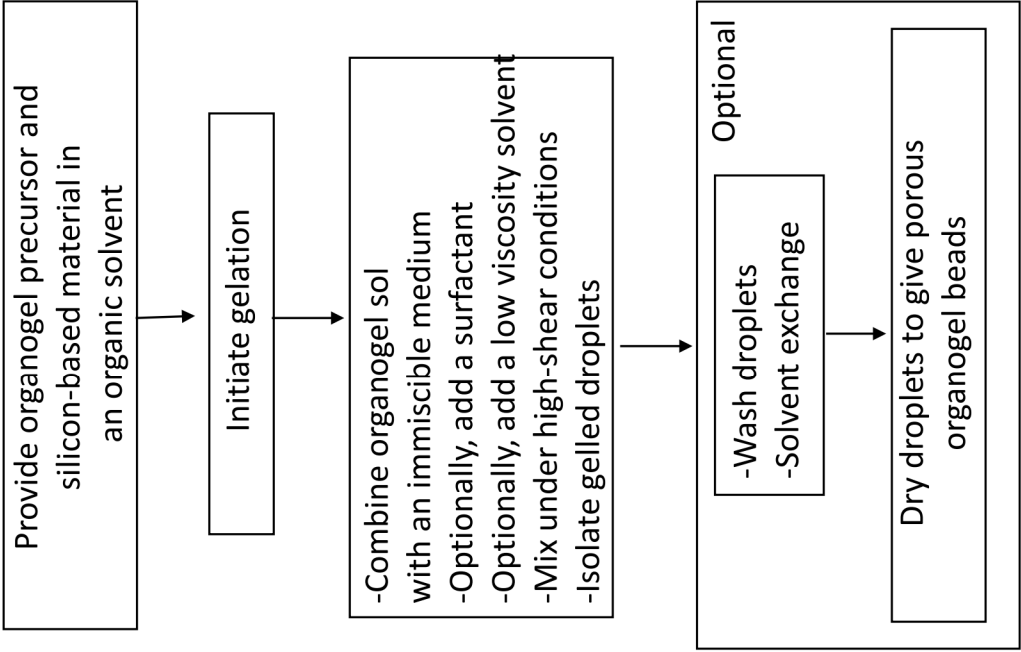 Provide organogel precursor and
silicon-based material in
an organic solvent
Initiate gelation
-Combine organogel sol
with an immiscible medium
-Optionally, add a surfactant
-Optionally, add a low viscosity solvent
-Mix under high-shear conditions
-Isolate gelled droplets
Optional
-Wash droplets
-Solvent exchange
Dry droplets to give porous
organogel beads